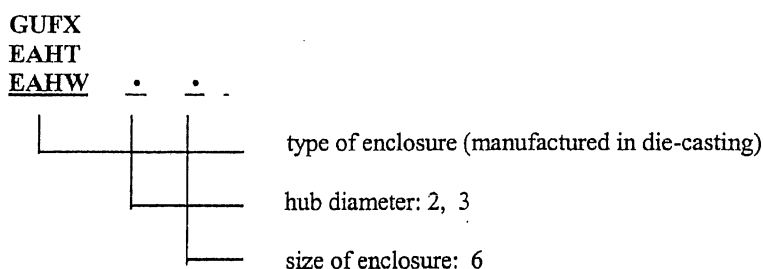 GUFX
EAHT
EAHW . . -
type of enclosure (manufactured in die-casting)
hub diameter: 2, 3
size of enclosure: 6